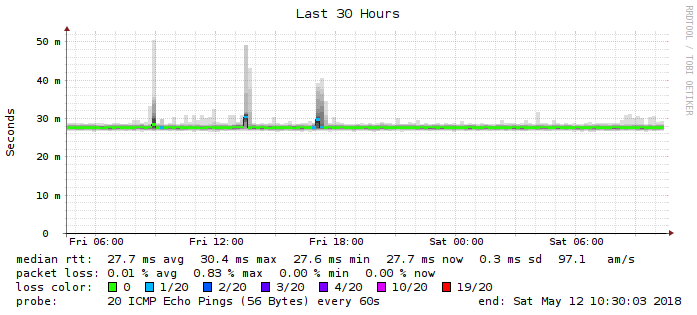 Last 30 Hours
RRDTOOL / TOBI OETIKER
Seconds
50 m
40 m
30 m
20 m
10 m
0
Fri 06:00 Fri 12:00 Fri 18:00 Sat 00:00 Sat 06:00
median rtt: 27.7 ms avg 30.4 ms max 27.6 ms min 27.7 ms now 0.3 ms sd 97.1 am/s
packet loss: 0.01 % avg 0.83 % max 0.00 % min 0.00 % now
loss color: 0 1/20 2/20 3/20 4/20 10/20 19/20
probe: 20 ICMP Echo Pings (56 Bytes) every 60s end: Sat May 12 10:30:03 2018